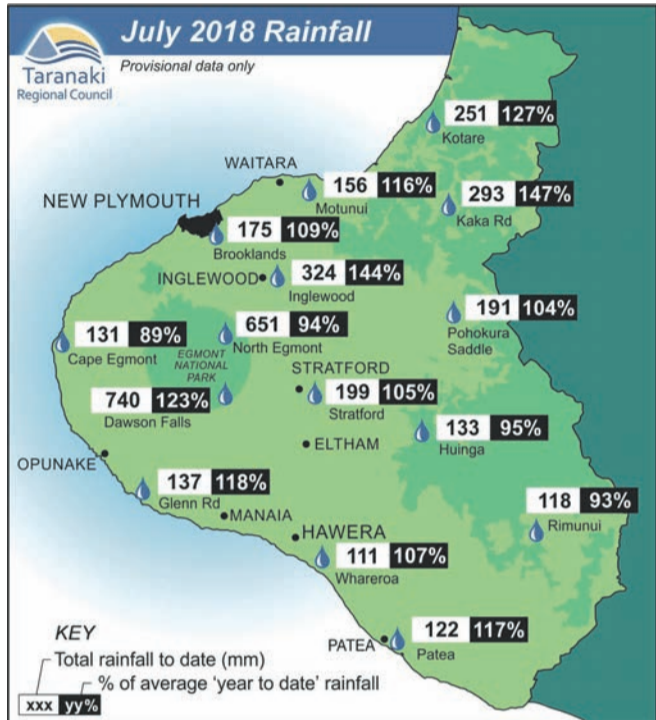 July 2018 Rainfall
Taranaki
Regional Council
Provisional data only
251 127%
Kotare
WAITARA
156 116%
Motunui
293 147%
Kaka Rd
NEW PLYMOUTH
175 109%
Brooklands
INGLEWOOD
324 144%
Inglewood
191 104%
Pohokura
Saddle
131 89%
Cape Egmont
651 94%
North Egmont
EGMONT
NATIONAL
PARK
STRATFORD
740 123%
Dawson Falls
199 105%
Stratford
133 95%
Huinga
ELTHAM
OPUNAKE
137 118%
Glenn Rd
118 93%
Rimunui
MANAIA
HAWERA
111 107%
Whareroa
122 117%
Patea
PATEA
KEY
Total rainfall to date (mm)
% of average 'year to date' rainfall
xxx yy%